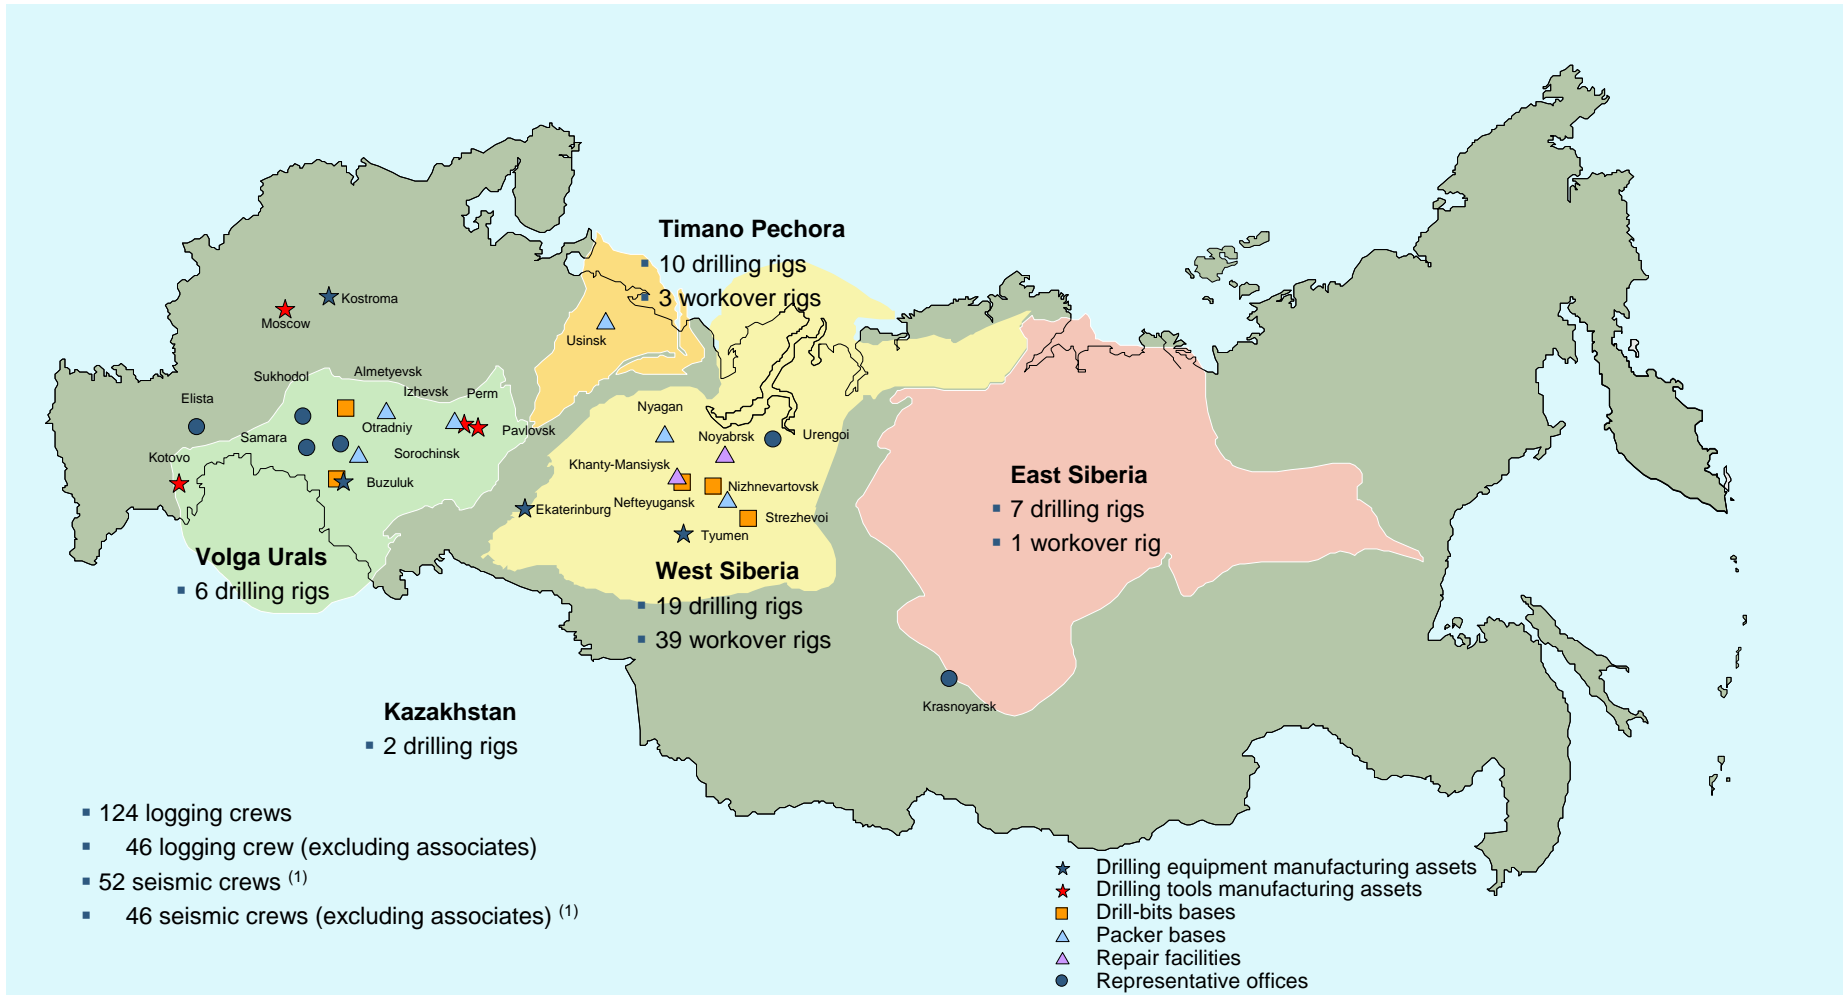 Timano Pechora
▪ 10 drilling rigs
▪ 3 workover rigs
Kostroma
Moscow
Usinsk
Sukhodol
Almetyevsk
Izhevsk
Perm
Elista
Nyagan
Otradniy
Pavlovsk
Samara
Noyabrsk
Urengoi
Kotovo
Sorochinsk
Khanty-Mansiysk
Buzuluk
Nizhnevartovsk
Nefteyugansk
Ekaterinburg
Strezhevoi
Tyumen
East Siberia
▪ 7 drilling rigs
▪ 1 workover rig
Volga Urals
▪ 6 drilling rigs
West Siberia
▪ 19 drilling rigs
▪ 39 workover rigs
Krasnoyarsk
Kazakhstan
▪ 2 drilling rigs
▪ 124 logging crews
▪ 46 logging crew (excluding associates)
▪ 52 seismic crews (1)
▪ 46 seismic crews (excluding associates) (1)
Drilling equipment manufacturing assets
Drilling tools manufacturing assets
Drill-bits bases
Packer bases
Repair facilities
Representative offices